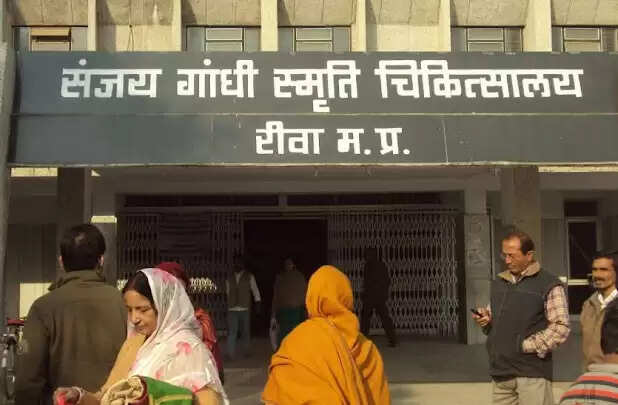 संजय गांधी स्मृति चिकित्सालय
रीवा म. प्र.